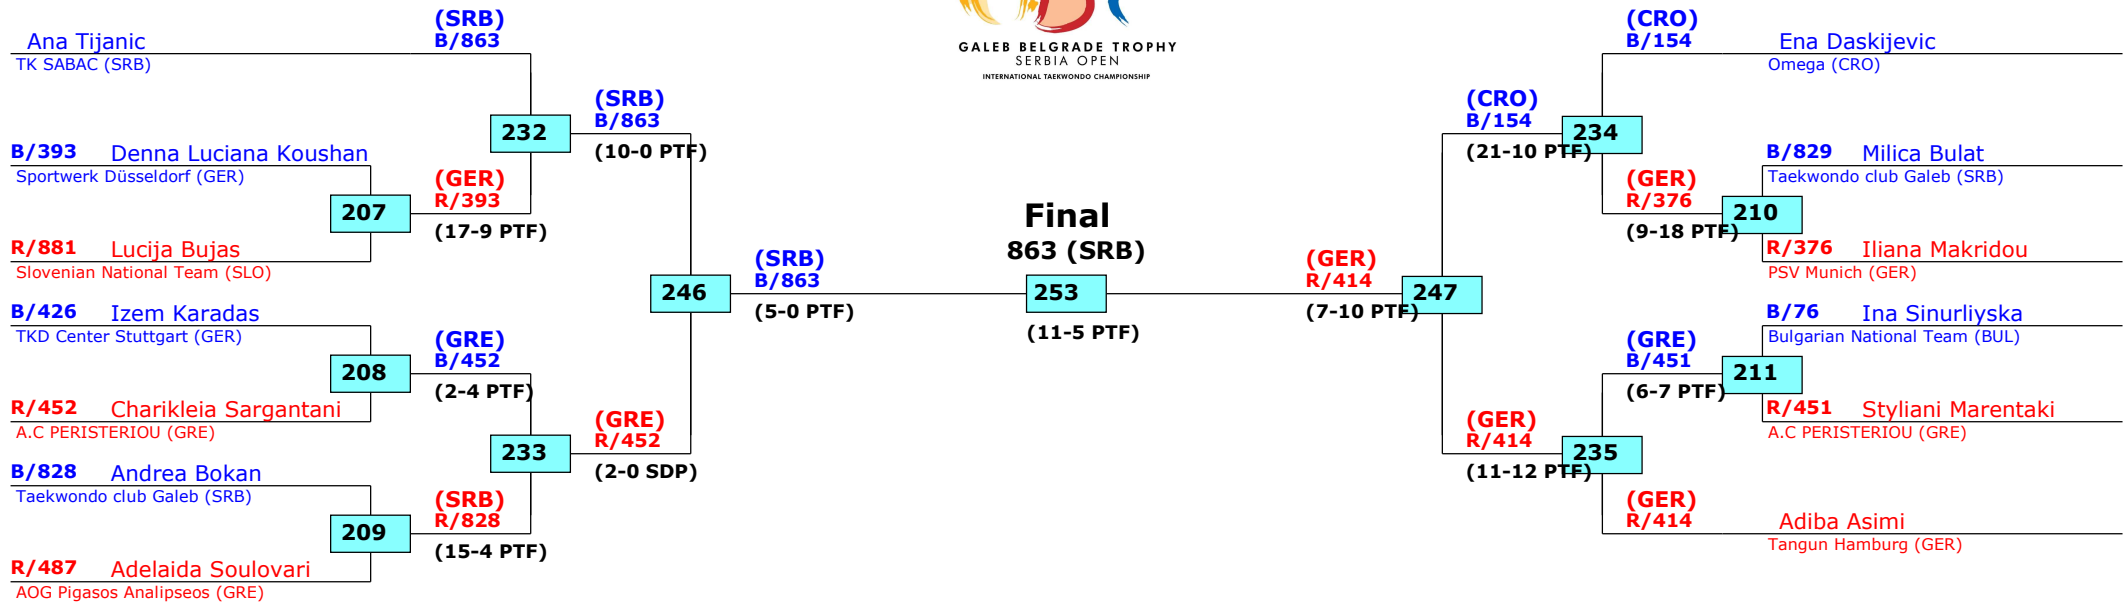 GALEB BELGRADE TROPHY
SERBIA OPEN
INTERNATIONAL TAEKWONDO CHAMPIONSHIP
Ana Tijanic
TK SABAC (SRB)
(SRB)
B/863
B/393 Denna Luciana Koushan
Sportwerk Düsseldorf (GER)
207
R/881 Lucija Bujas
Slovenian National Team (SLO)
(GER)
R/393
(17-9 PTF)
232
(SRB)
B/863
(10-0 PTF)
B/426 Izem Karadas
TKD Center Stuttgart (GER)
208
R/452 Charikleia Sargantani
A.C PERISTERIOU (GRE)
(GRE)
B/452
(2-4 PTF)
B/828 Andrea Bokan
Taekwondo club Galeb (SRB)
209
R/487 Adelaida Soulovari
AOG Pigasos Analipseos (GRE)
(SRB)
R/828
(15-4 PTF)
233
(GRE)
R/452
(2-0 SDP)
246
(SRB)
B/863
(5-0 PTF)
Final
863 (SRB)
253
(11-5 PTF)
(GER)
R/414
(7-10 PTF)
247
(CRO)
B/154
(21-10 PTF)
234
(CRO)
B/154
Ena Daskijevic
Omega (CRO)
(GER)
R/376
(9-18 PTF)
210
B/829 Milica Bulat
Taekwondo club Galeb (SRB)
R/376 Iliana Makridou
PSV Munich (GER)
(GER)
R/414
(11-12 PTF)
235
(GRE)
B/451
(6-7 PTF)
211
B/76 Ina Sinurliyska
Bulgarian National Team (BUL)
R/451 Styliani Marentaki
A.C PERISTERIOU (GRE)
(GER)
R/414
Adiba Asimi
Tangun Hamburg (GER)